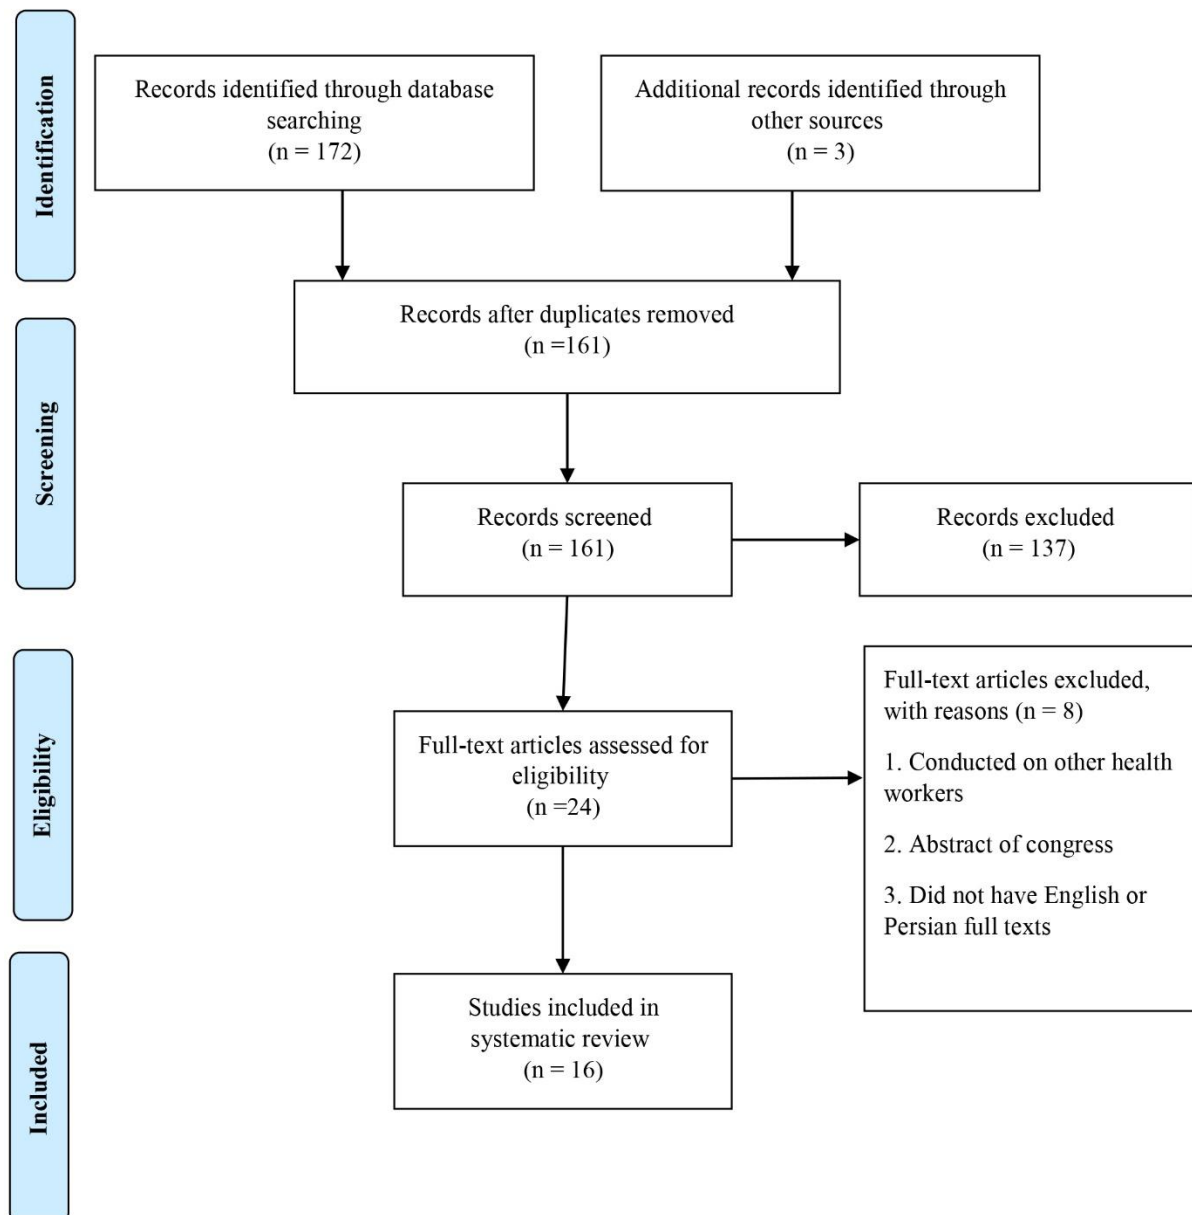 Identification
Records identified through database
searching
(n = 172)
Additional records identified through
other sources
(n = 3)
Records after duplicates removed
(n =161)
Screening
Records screened
(n = 161)
Records excluded
(n = 137)
Eligibility
Full-text articles assessed for
eligibility
(n =24)
Full-text articles excluded,
with reasons (n = 8)
1. Conducted on other health
workers
2. Abstract of congress
3. Did not have English or
Persian full texts
Included
Studies included in
systematic review
(n = 16)